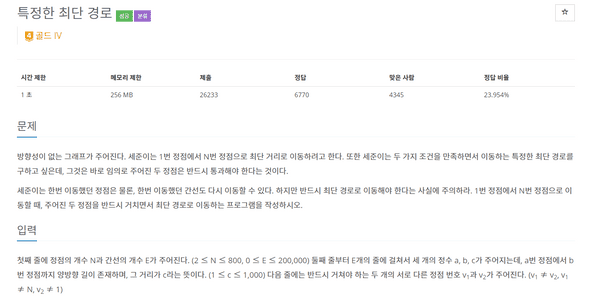 특정한 최단 경로 성공 분류
4 골드 IV
☆
시간 제한 메모리 제한 제출 정답 맞은 사람 정답 비율
1 초 256 MB 26233 6770 4345 23.954%
문제
방향성이 없는 그래프가 주어진다. 세준이는 1번 정점에서 N번 정점으로 최단 거리로 이동하려고 한다. 또한 세준이는 두 가지 조건을 만족하면서 이동하는 특정한 최단 경로를
구하고 싶은데, 그것은 바로 임의로 주어진 두 정점은 반드시 통과해야 한다는 것이다.
세준이는 한번 이동했던 정점은 물론, 한번 이동했던 간선도 다시 이동할 수 있다. 하지만 반드시 최단 경로로 이동해야 한다는 사실에 주의하라. 1번 정점에서 N번 정점으로 이
동할 때, 주어진 두 정점을 반드시 거치면서 최단 경로로 이동하는 프로그램을 작성하시오.
입력
첫째 줄에 정점의 개수 N과 간선의 개수 E가 주어진다. (2 ≤ N ≤ 800, 0 ≤ E ≤ 200,000) 둘째 줄부터 E개의 줄에 걸쳐서 세 개의 정수 a, b, c가 주어지는데, a번 정점에서 b
번 정점까지 양방향 길이 존재하며, 그 거리가 c라는 뜻이다. (1 ≤ c ≤ 1,000) 다음 줄에는 반드시 거쳐야 하는 두 개의 서로 다른 정점 번호 v₁과 v₂가 주어진다. (v₁ ≠ v₂, v₁
≠ N, v₂ ≠ 1)